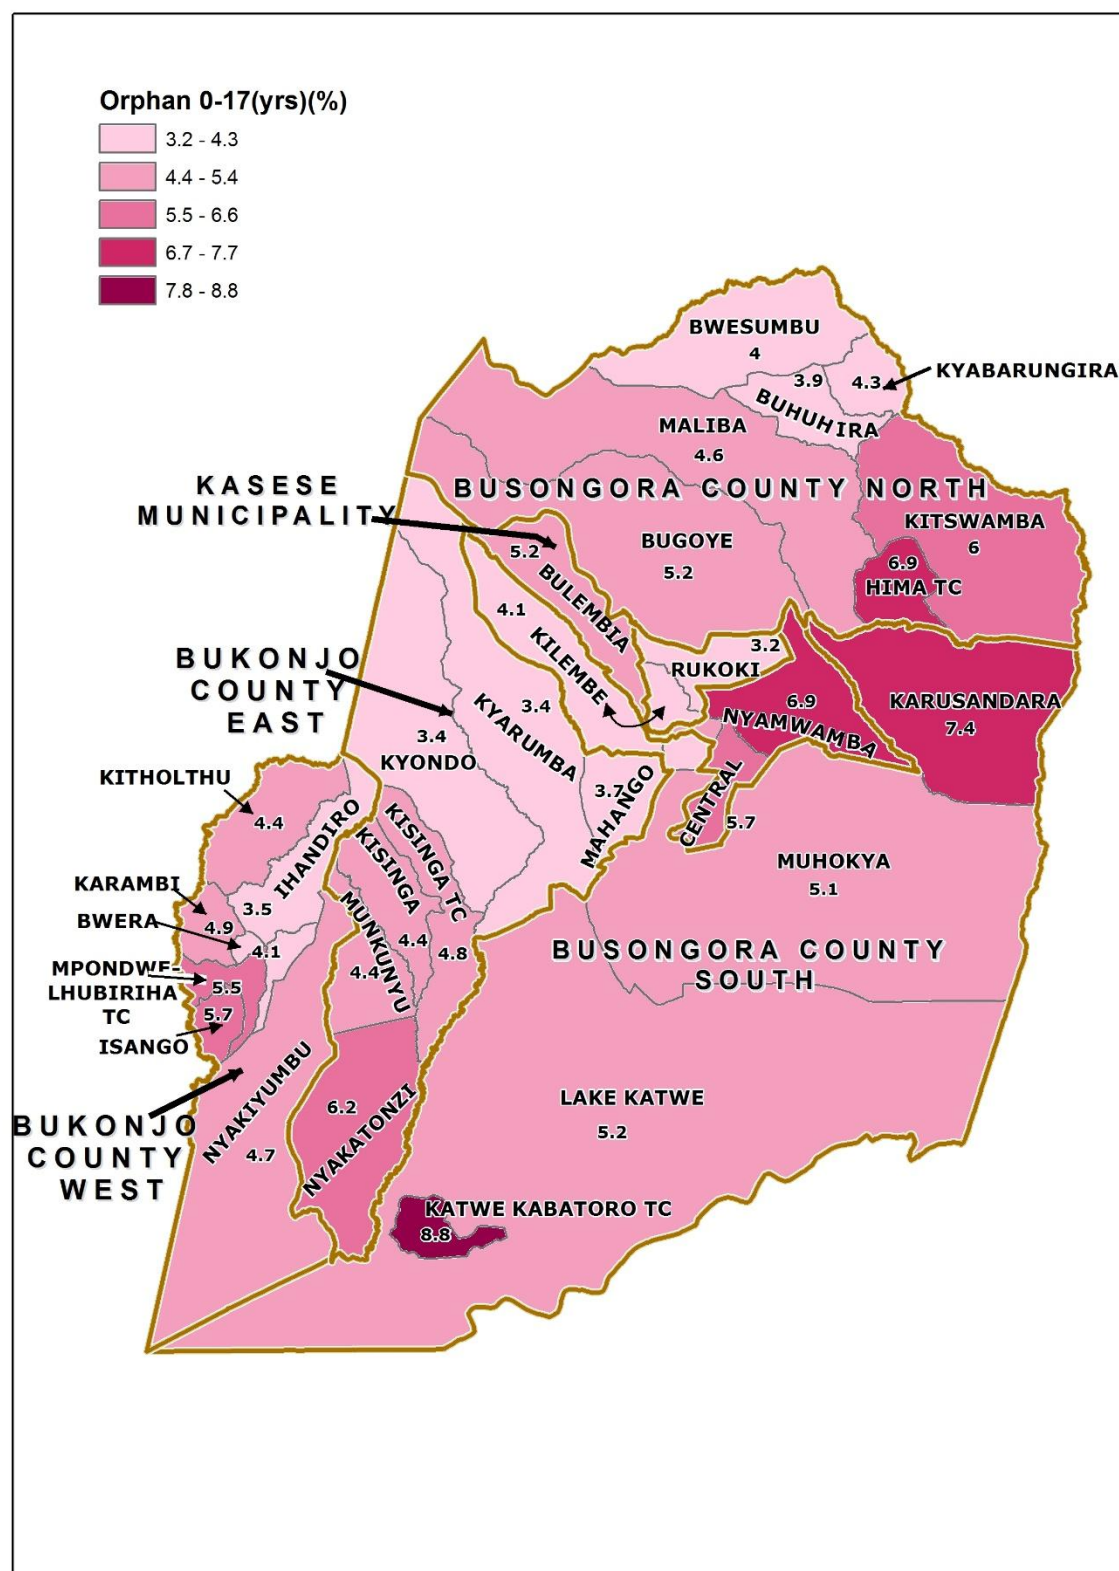 Orphan 0-17(yrs)(%)
3.2 - 4.3
4.4 - 5.4
5.5 - 6.6
6.7 - 7.7
7.8 - 8.8
BWESUMBU
4
KYABARUNGIRA
3.9
4.3
BUHUHIRA
MALIBA
4.6
KASESE
MUNICIPALITY
BUSONGORA COUNTY NORTH
KITSWAMBA
6
BUGOYE
5.2
5.2
BULEMBIA
6.9
HIMA TC
4.1
KILEMBE
3.2
RUKOKI
BUKONJO
COUNTY
EAST
KARUSANDARA
7.4
6.9
NYAMWAMBA
3.4
KYARUMBA
3.4
KYONDO
KITHOLTHU
4.4
3.7
MAHANGO
CENTRAL
5.7
IHANDIRO
3.5
KISINGA TC
4.8
KISINGA
4.4
MUHOKYA
5.1
KARAMBI
4.9
BWERA
4.1
MUNKUNYU
4.4
BUSONGORA COUNTY
SOUTH
MPONDWE-
LHUBIRIHA
TC
5.5
5.7
ISANGO
NYAKIYUMBU
4.7
LAKE KATWE
5.2
6.2
NYAKATONZI
BUKONJO
COUNTY
WEST
KATWE KABATORO TC
8.8